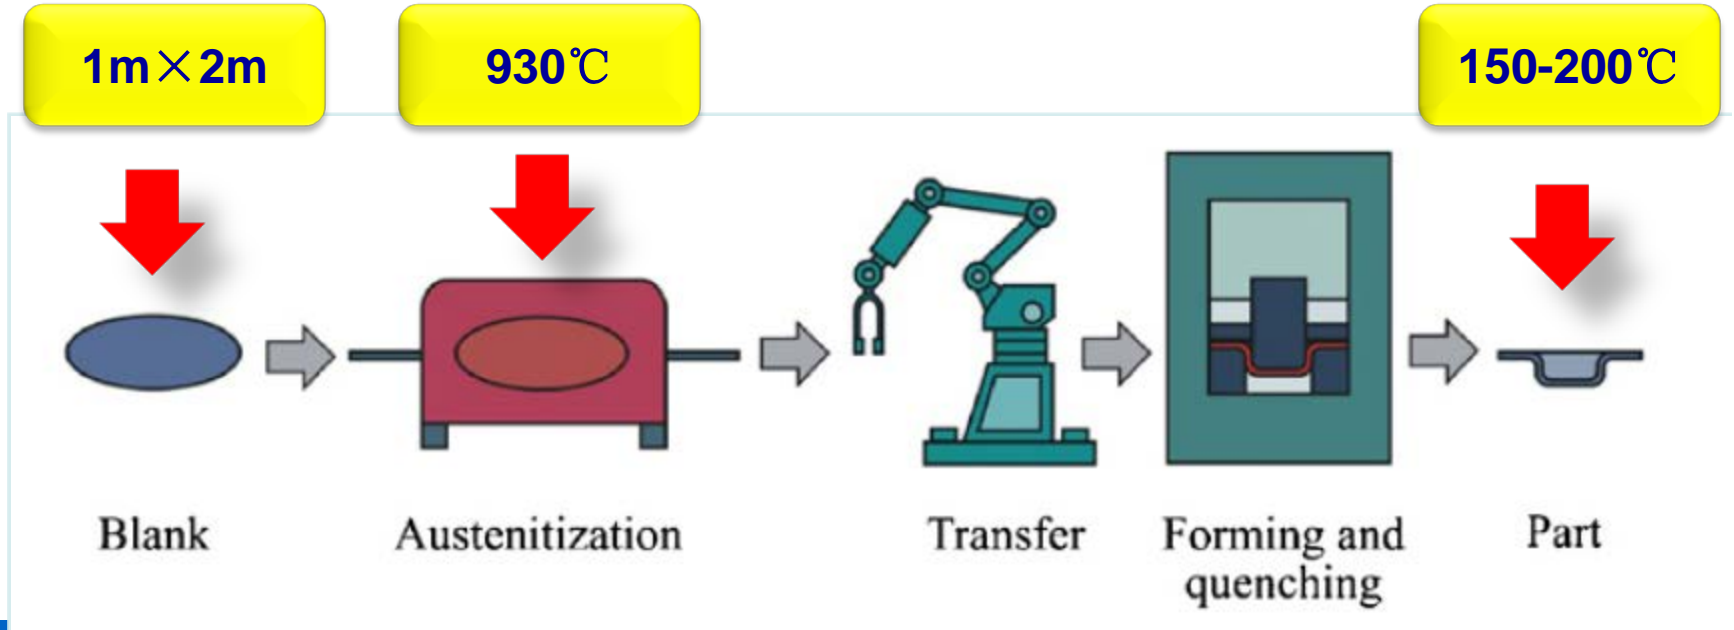 1m×2m
930℃
150-200℃
Blank
Austenitization
Transfer
Forming and
quenching
Part